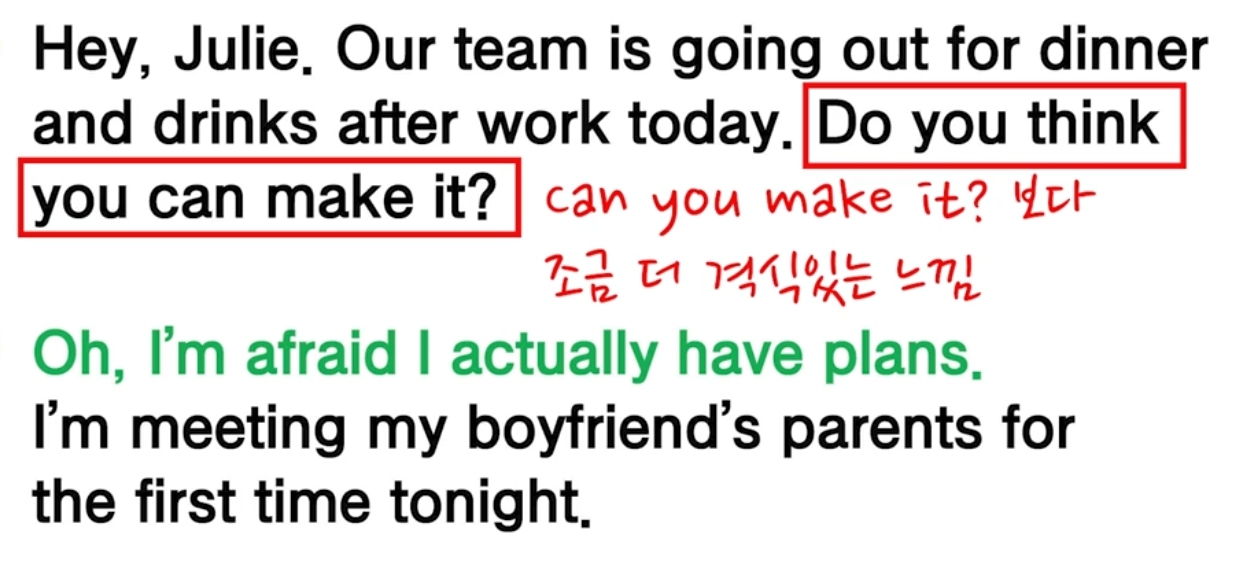 Hey, Julie. Our team is going out for dinner
and drinks after work today. Do you think
you can make it? can you make it? 보다
조금 더 격식있는 느낌
Oh, I'm afraid I actually have plans.
I'm meeting my boyfriend's parents for
the first time tonight.